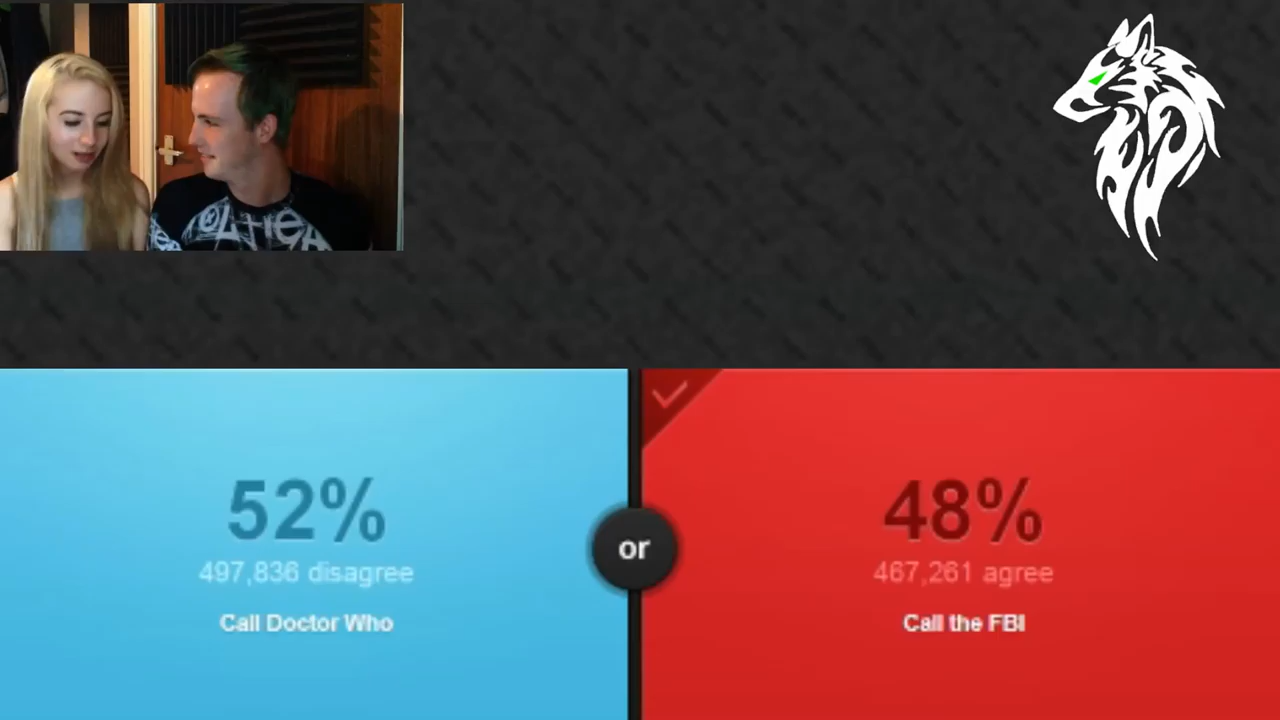 52%
497,836 disagree
Call Doctor Who
or
48%
467,261 agree
Call the FBI